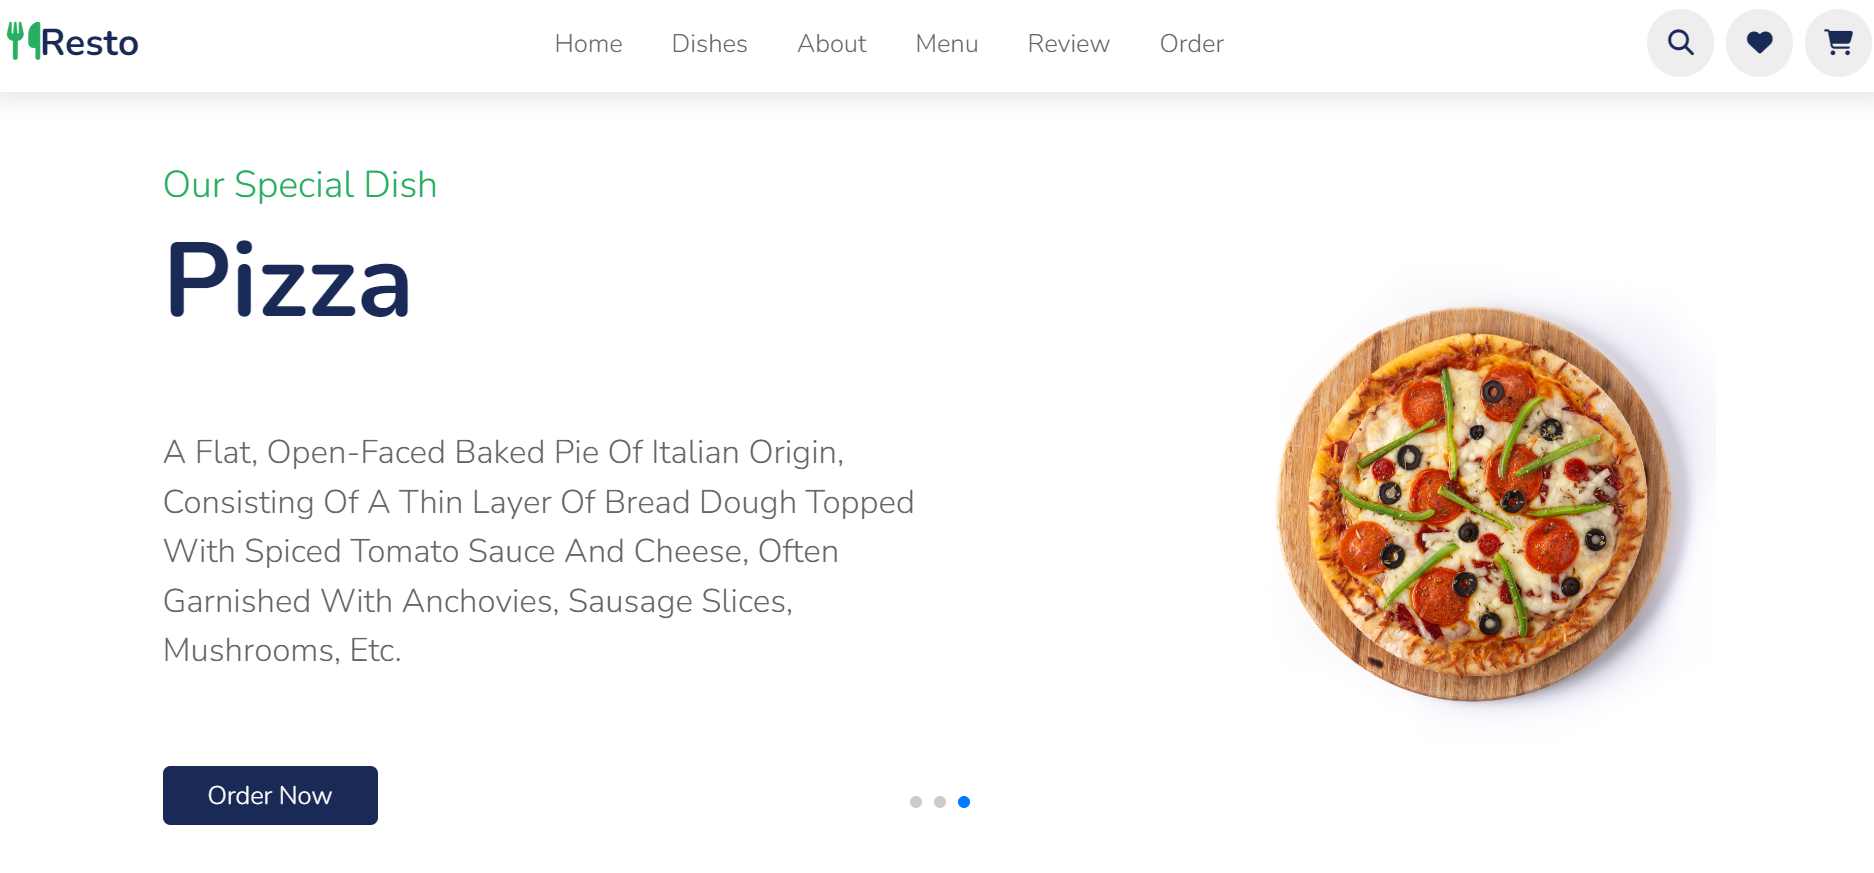 Resto
Home Dishes About Menu Review Order
Our Special Dish
Pizza
A Flat, Open-Faced Baked Pie Of Italian Origin,
Consisting Of A Thin Layer Of Bread Dough Topped
With Spiced Tomato Sauce And Cheese, Often
Garnished With Anchovies, Sausage Slices,
Mushrooms, Etc.
Order Now